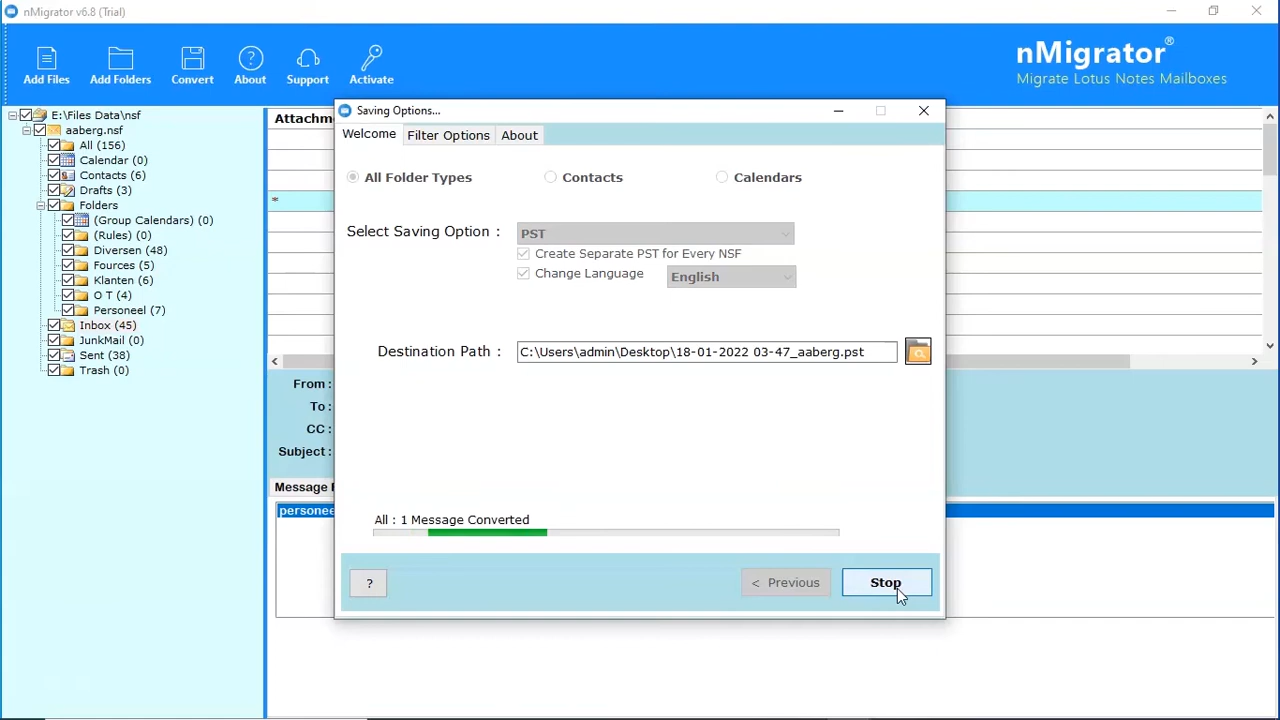 nMigrator v6.8 (Trial)
Add Files
Add Folders
Convert
About
Support
Activate
nMigrator®
Migrate Lotus Notes Mailboxes
E:\Files Data\nsf
aaberg.nsf
All (156)
Calendar (0)
Contacts (6)
Drafts (3)
Folders
(Group Calendars) (0)
(Rules) (0)
Diversen (48)
Fources (5)
Klanten (6)
O T (4)
Personeel (7)
Inbox (45)
JunkMail (0)
Sent (38)
Trash (0)
Attachm
*
From :
To :
CC :
Subject :
Message
personee
Saving Options...
Welcome
Filter Options
About
All Folder Types
Contacts
Calendars
Select Saving Option :
PST
Create Separate PST for Every NSF
Change Language
English
Destination Path :
C:\Users\admin\Desktop\18-01-2022 03-47_aaberg.pst
All : 1 Message Converted
?
< Previous
Stop